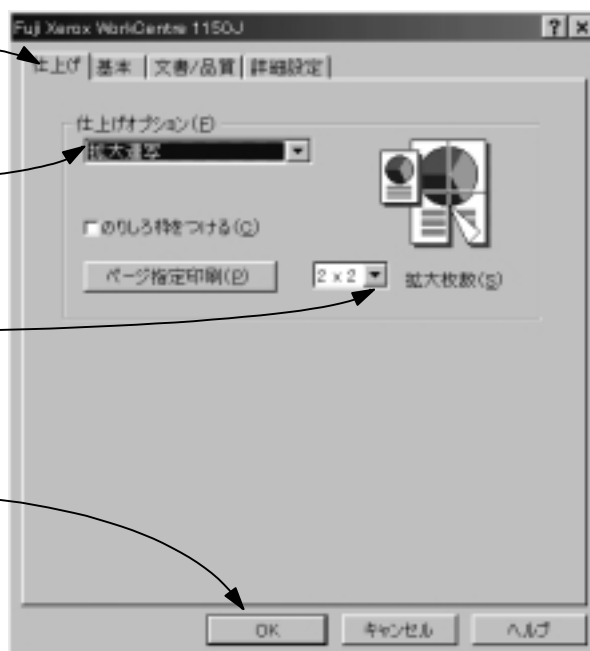 Fuji Xerox WorkCentre 1150J
仕上げ 基本 文書/品質 詳細設定
仕上げオプション(E)
拡大連写
のりしろ枠をつける(C)
ページ指定印刷(P) 2 x 2 拡大枚数(S)
OK キャンセル ヘルプ